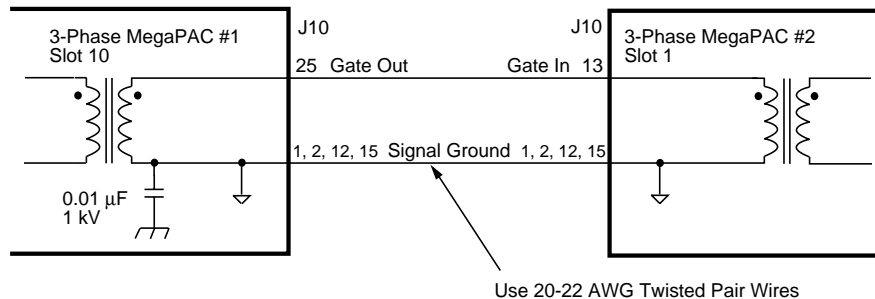 J10
J10
3-Phase MegaPAC #1
Slot 10
3-Phase MegaPAC #2
Slot 1
25 Gate Out
Gate In 13
1, 2, 12, 15 Signal Ground 1, 2, 12, 15
0.01 µF
1 kV
Use 20-22 AWG Twisted Pair Wires